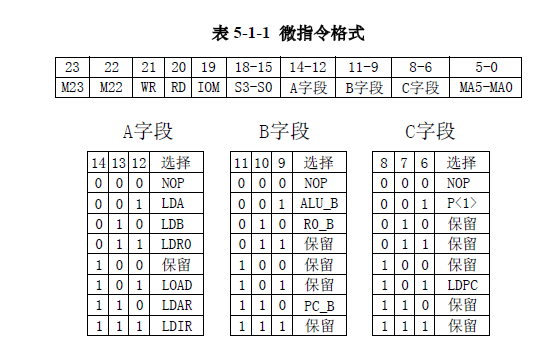 表 5-1-1 微指令格式
23 22 21 20 19 18-15 14-12 11-9 8-6 5-0
M23 M22 WR RD IOM S3-S0 A字段 B字段 C字段 MA5-MA0
A字段 B字段 C字段
14 13 12 选择 11 10 9 选择 8 7 6 选择
0 0 0 NOP 0 0 0 NOP 0 0 0 NOP
0 0 1 LDA 0 0 1 ALU_B 0 0 1 P<1>
0 1 0 LDB 0 1 0 R0_B 0 1 0 保留
0 1 1 LDR0 0 1 1 保留 0 1 1 保留
1 0 0 保留 1 0 0 保留 1 0 0 保留
1 0 1 LOAD 1 0 1 保留 1 0 1 LDPC
1 1 0 LDAR 1 1 0 PC_B 1 1 0 保留
1 1 1 LDIR 1 1 1 保留 1 1 1 保留